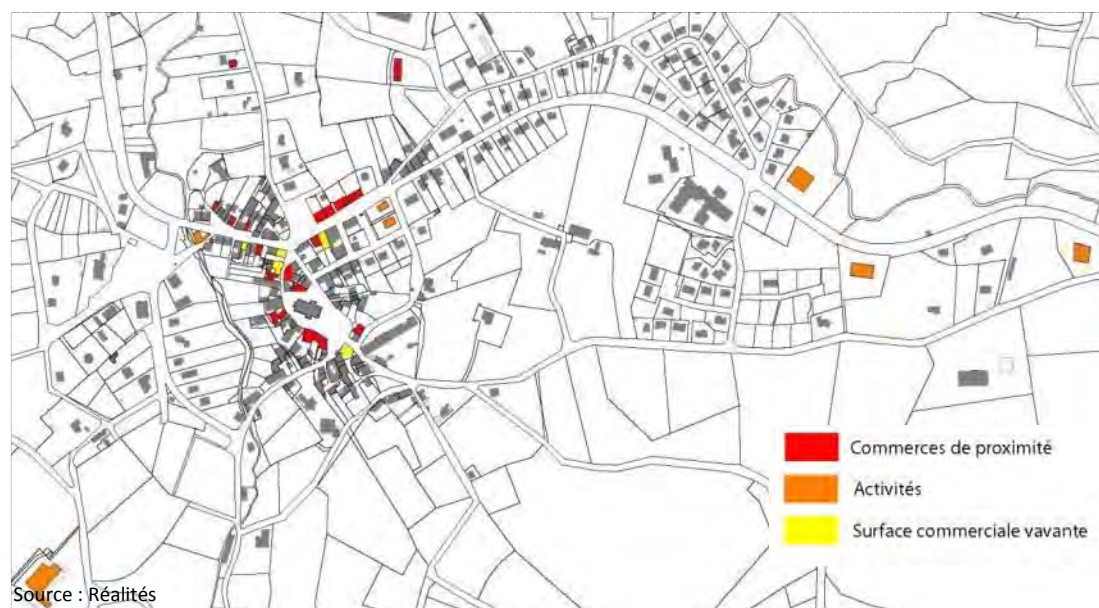 Commerces de proximité
Activités
Surface commerciale vavante
Source : Réalités